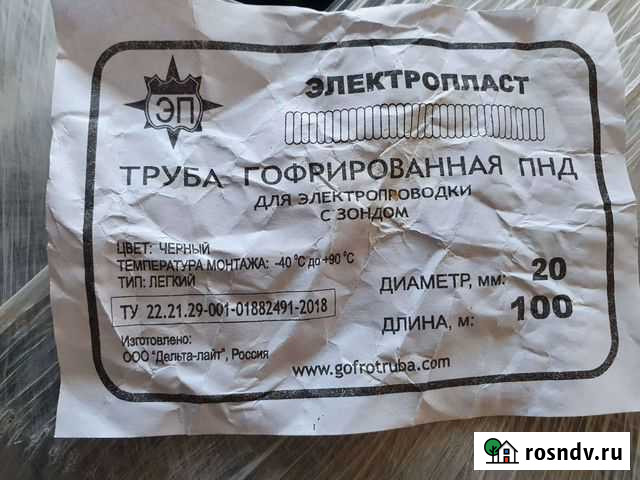 ЭП
ЭЛЕКТРОПЛАСТ
ТРУБА ГОФРИРОВАННАЯ ПНД
ДЛЯ ЭЛЕКТРОПРОВОДКИ
С ЗОНДОМ
ЦВЕТ: ЧЕРНЫЙ
ТЕМПЕРАТУРА МОНТАЖА: -40 °С до +90 °С
ТИП: ЛЕГКИЙ
ТУ 22.21.29-001-01882491-2018
Изготовлено:
ООО "Дельта-лайт", Россия
ДИАМЕТР, мм: 20
ДЛИНА, м: 100
www.gofrotruba.com
rosndv.ru